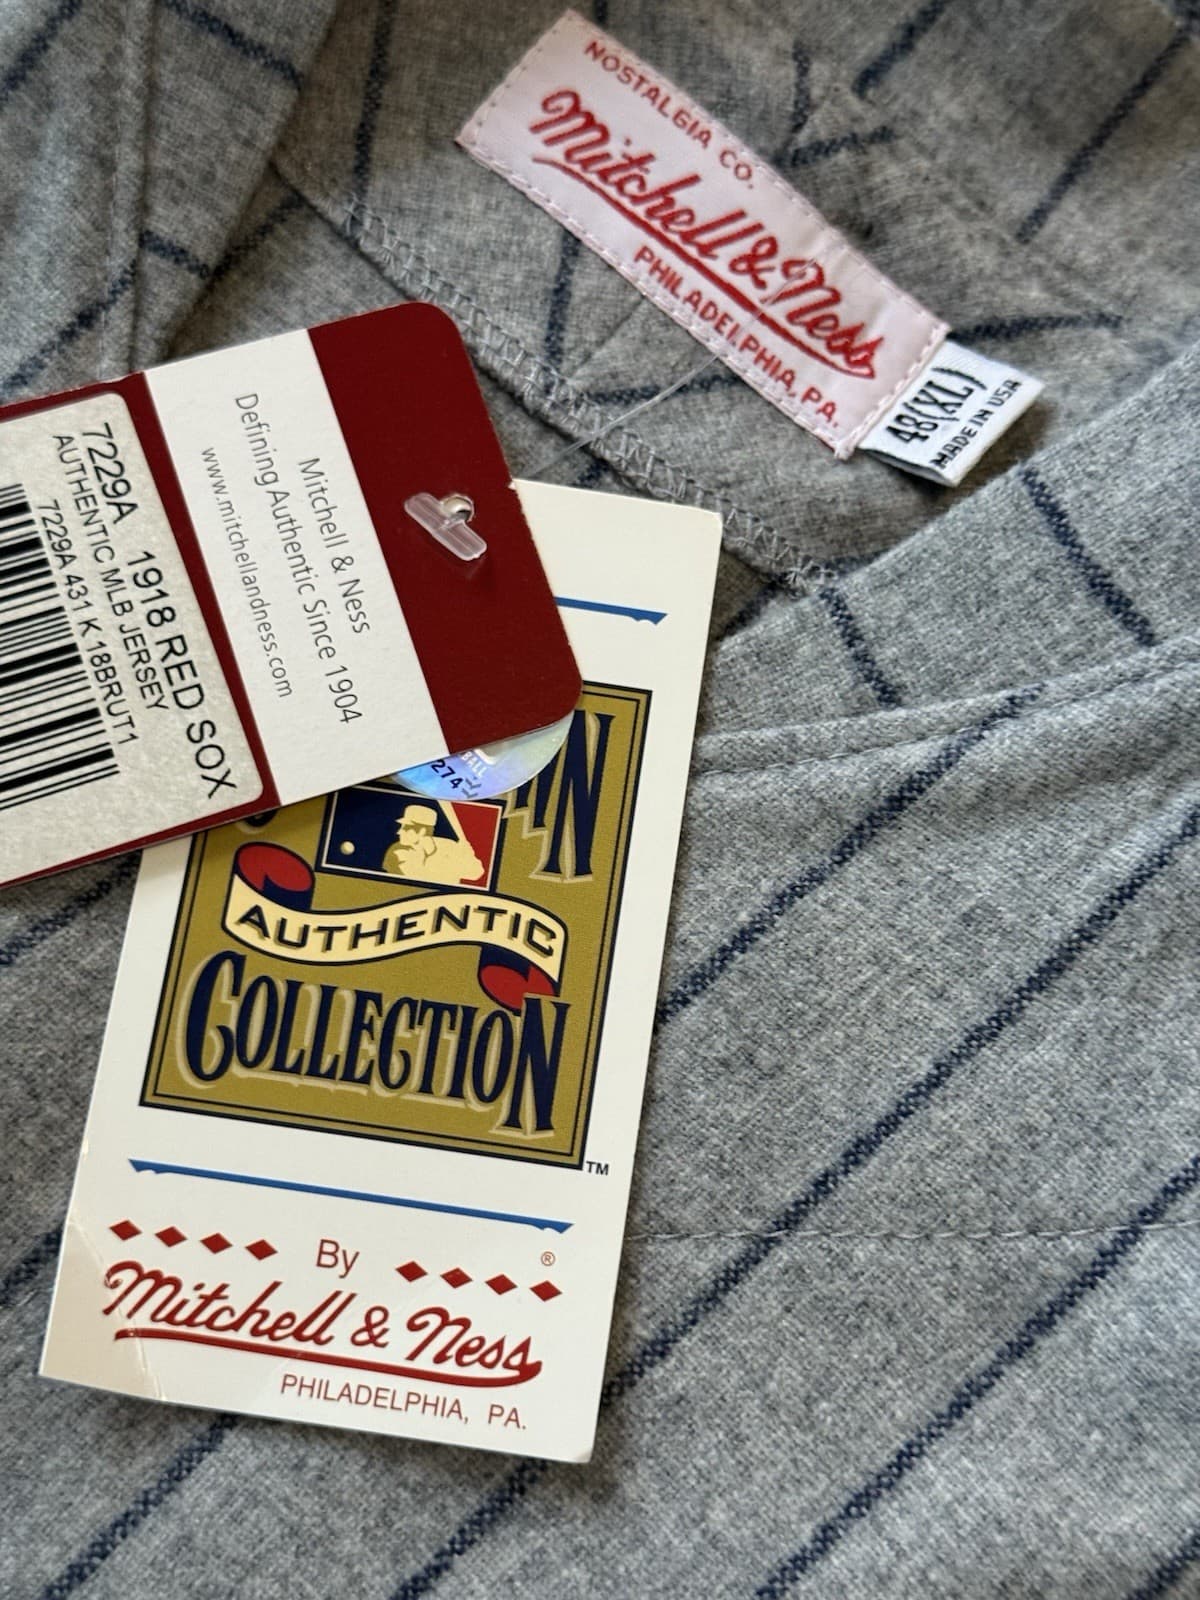 NOSTALGIA CO.
Mitchell & Ness
PHILADELPHIA, PA.
48(XL)
MADE IN USA
Mitchell & Ness
Defining Authentic Since 1904
www.mitchellandness.com
7229A 1918 RED SOX
AUTHENTIC MLB JERSEY
7229A 431 K 18BRUT1
BALL
274
AUTHENTIC
COLLECTION
TM
By
®
Mitchell & Ness
PHILADELPHIA, PA.